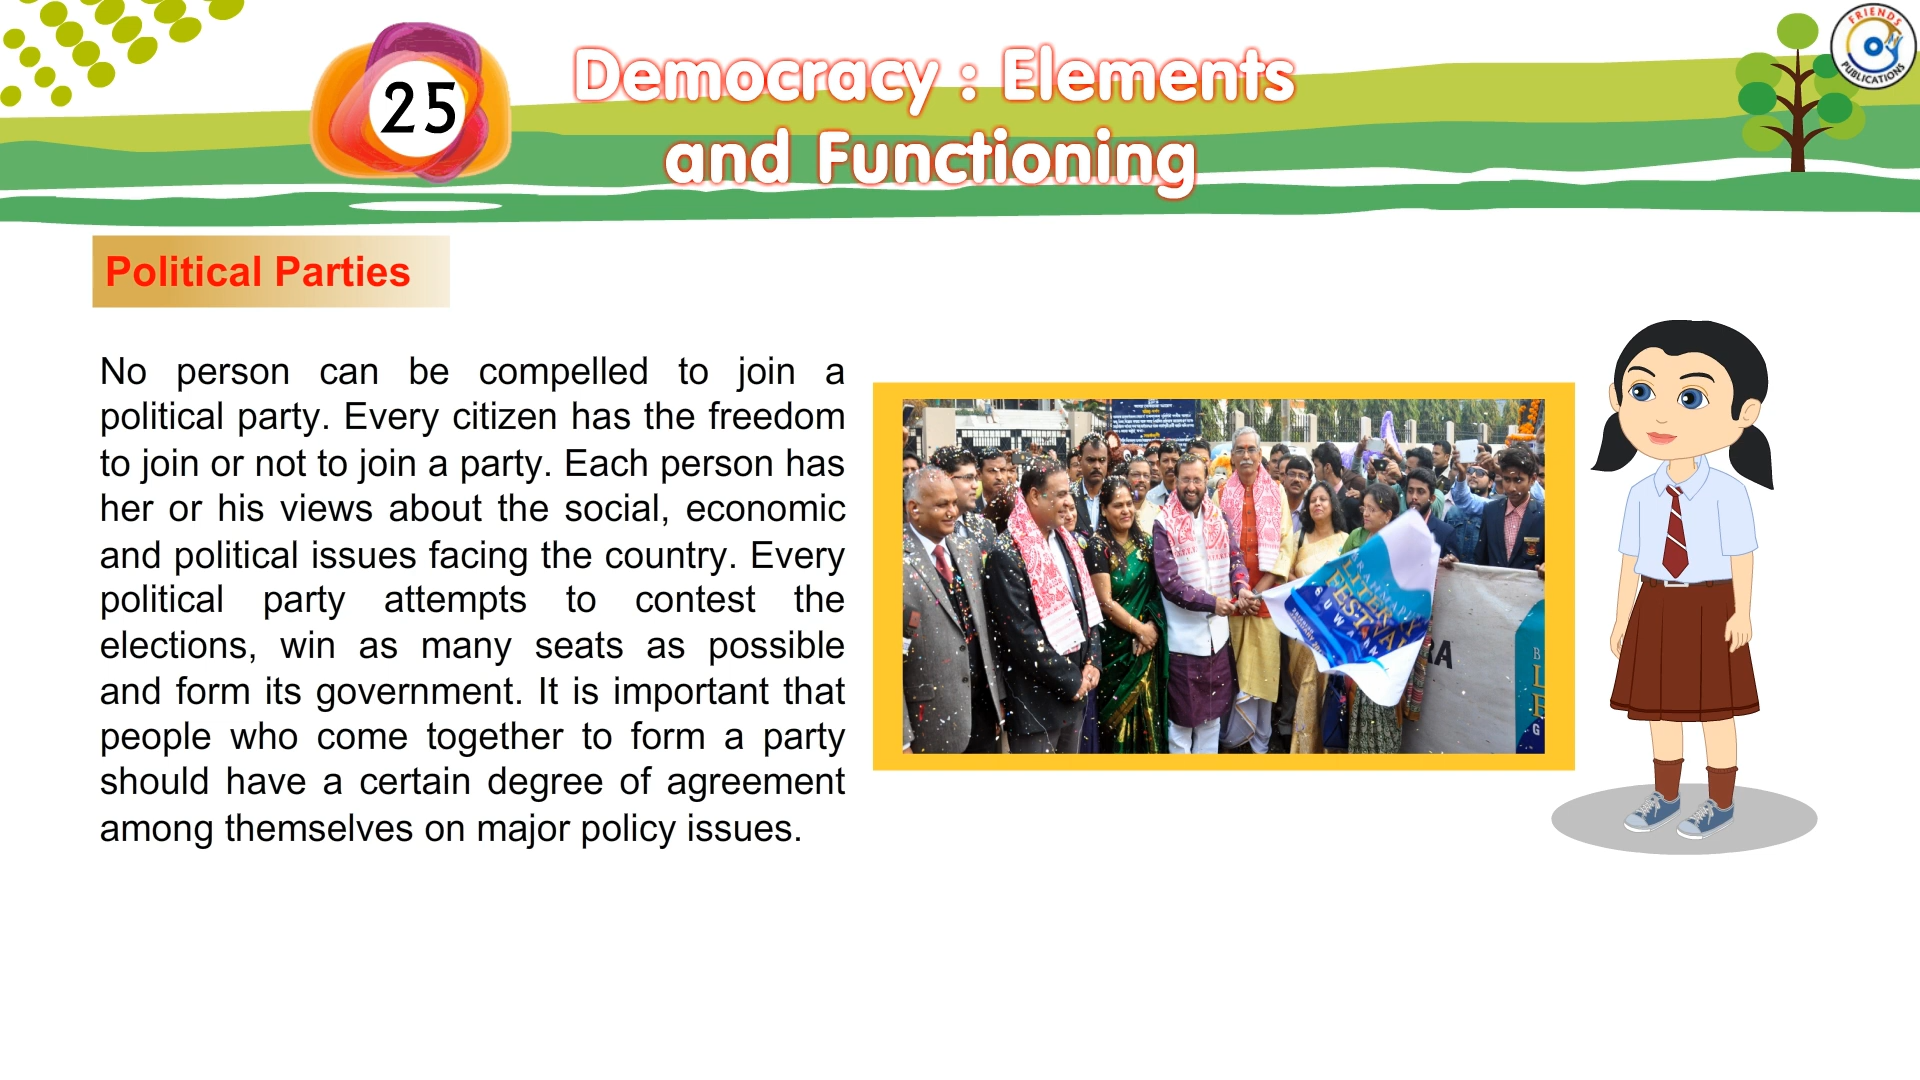 25
Democracy : Elements
and Functioning
FRIENDS
PUBLICATIONS
Political Parties
No person can be compelled to join a
political party. Every citizen has the freedom
to join or not to join a party. Each person has
her or his views about the social, economic
and political issues facing the country. Every
political party attempts to contest the
elections, win as many seats as possible
and form its government. It is important that
people who come together to form a party
should have a certain degree of agreement
among themselves on major policy issues.
LITERARY
FESTIVAL